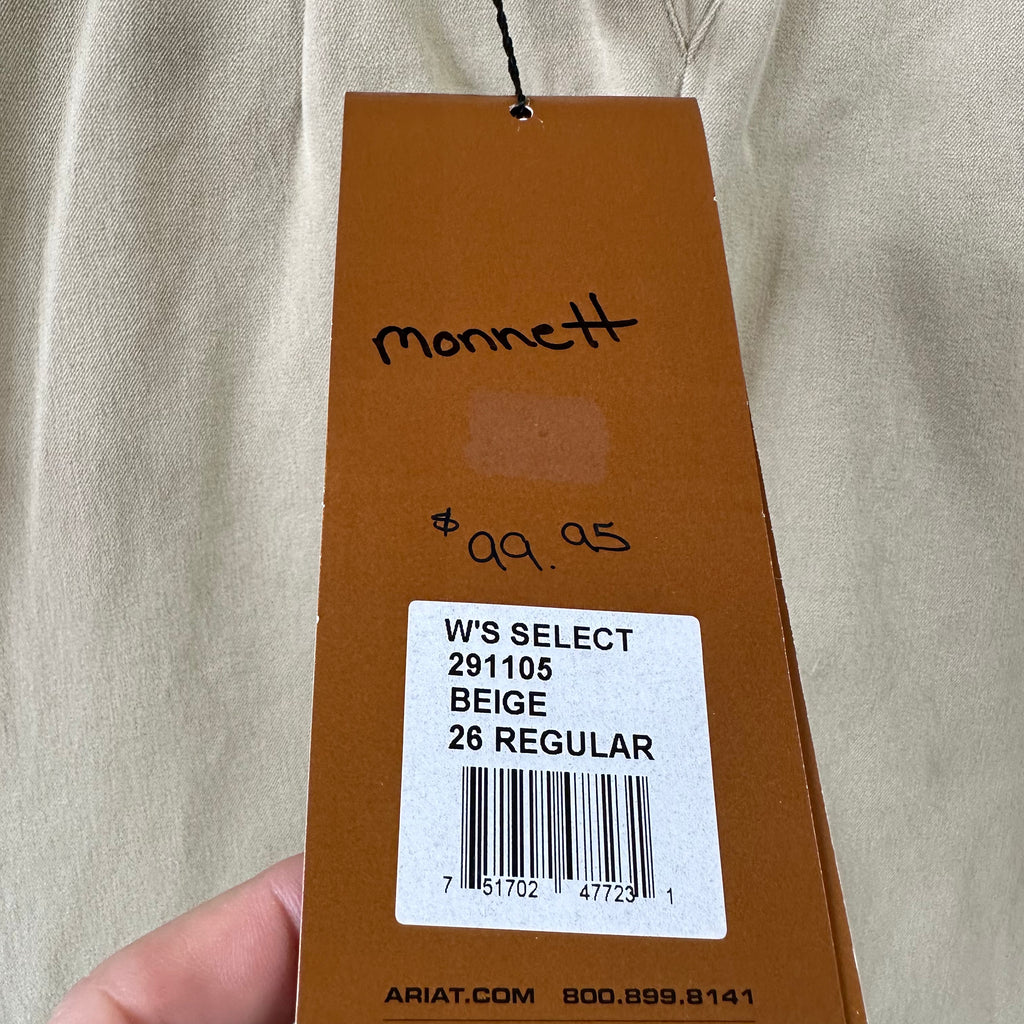 monnett
$99.95
W'S SELECT
291105
BEIGE
26 REGULAR
7 51702 47723 1
ARIAT.COM 800.899.8141